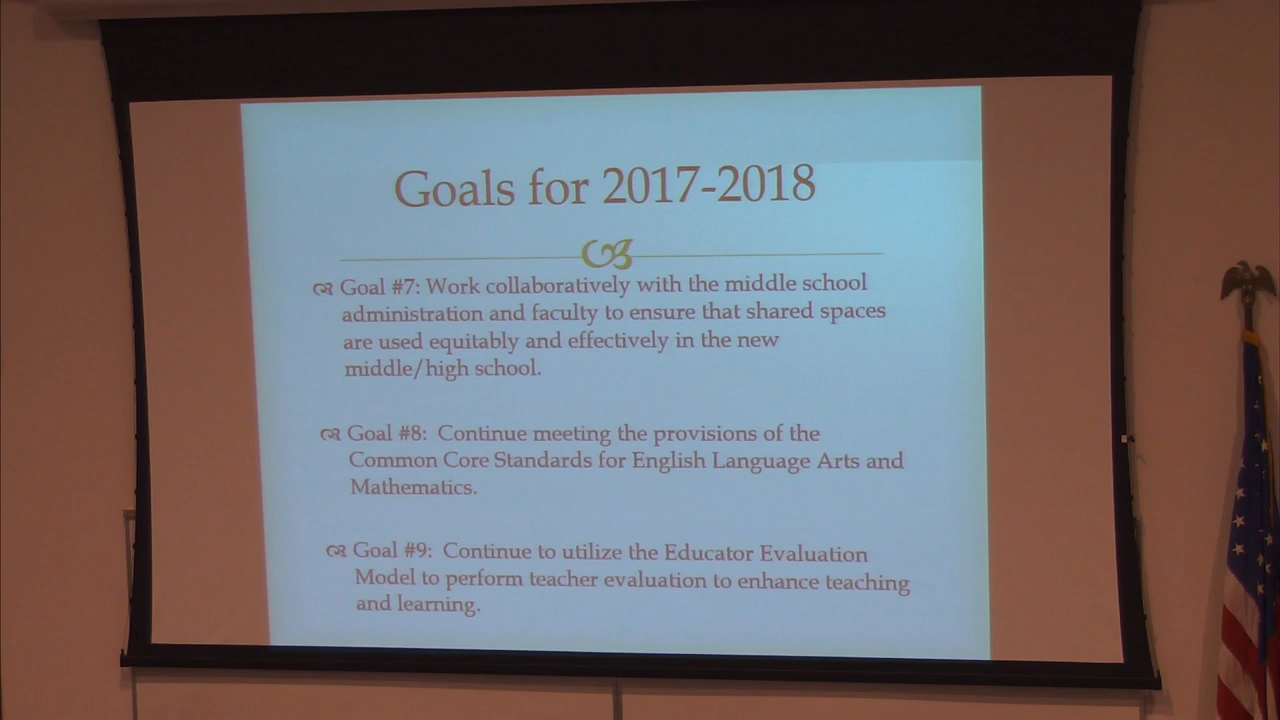 Goals for 2017-2018
Goal #7: Work collaboratively with the middle school
administration and faculty to ensure that shared spaces
are used equitably and effectively in the new
middle/high school.
Goal #8: Continue meeting the provisions of the
Common Core Standards for English Language Arts and
Mathematics.
Goal #9: Continue to utilize the Educator Evaluation
Model to perform teacher evaluation to enhance teaching
and learning.